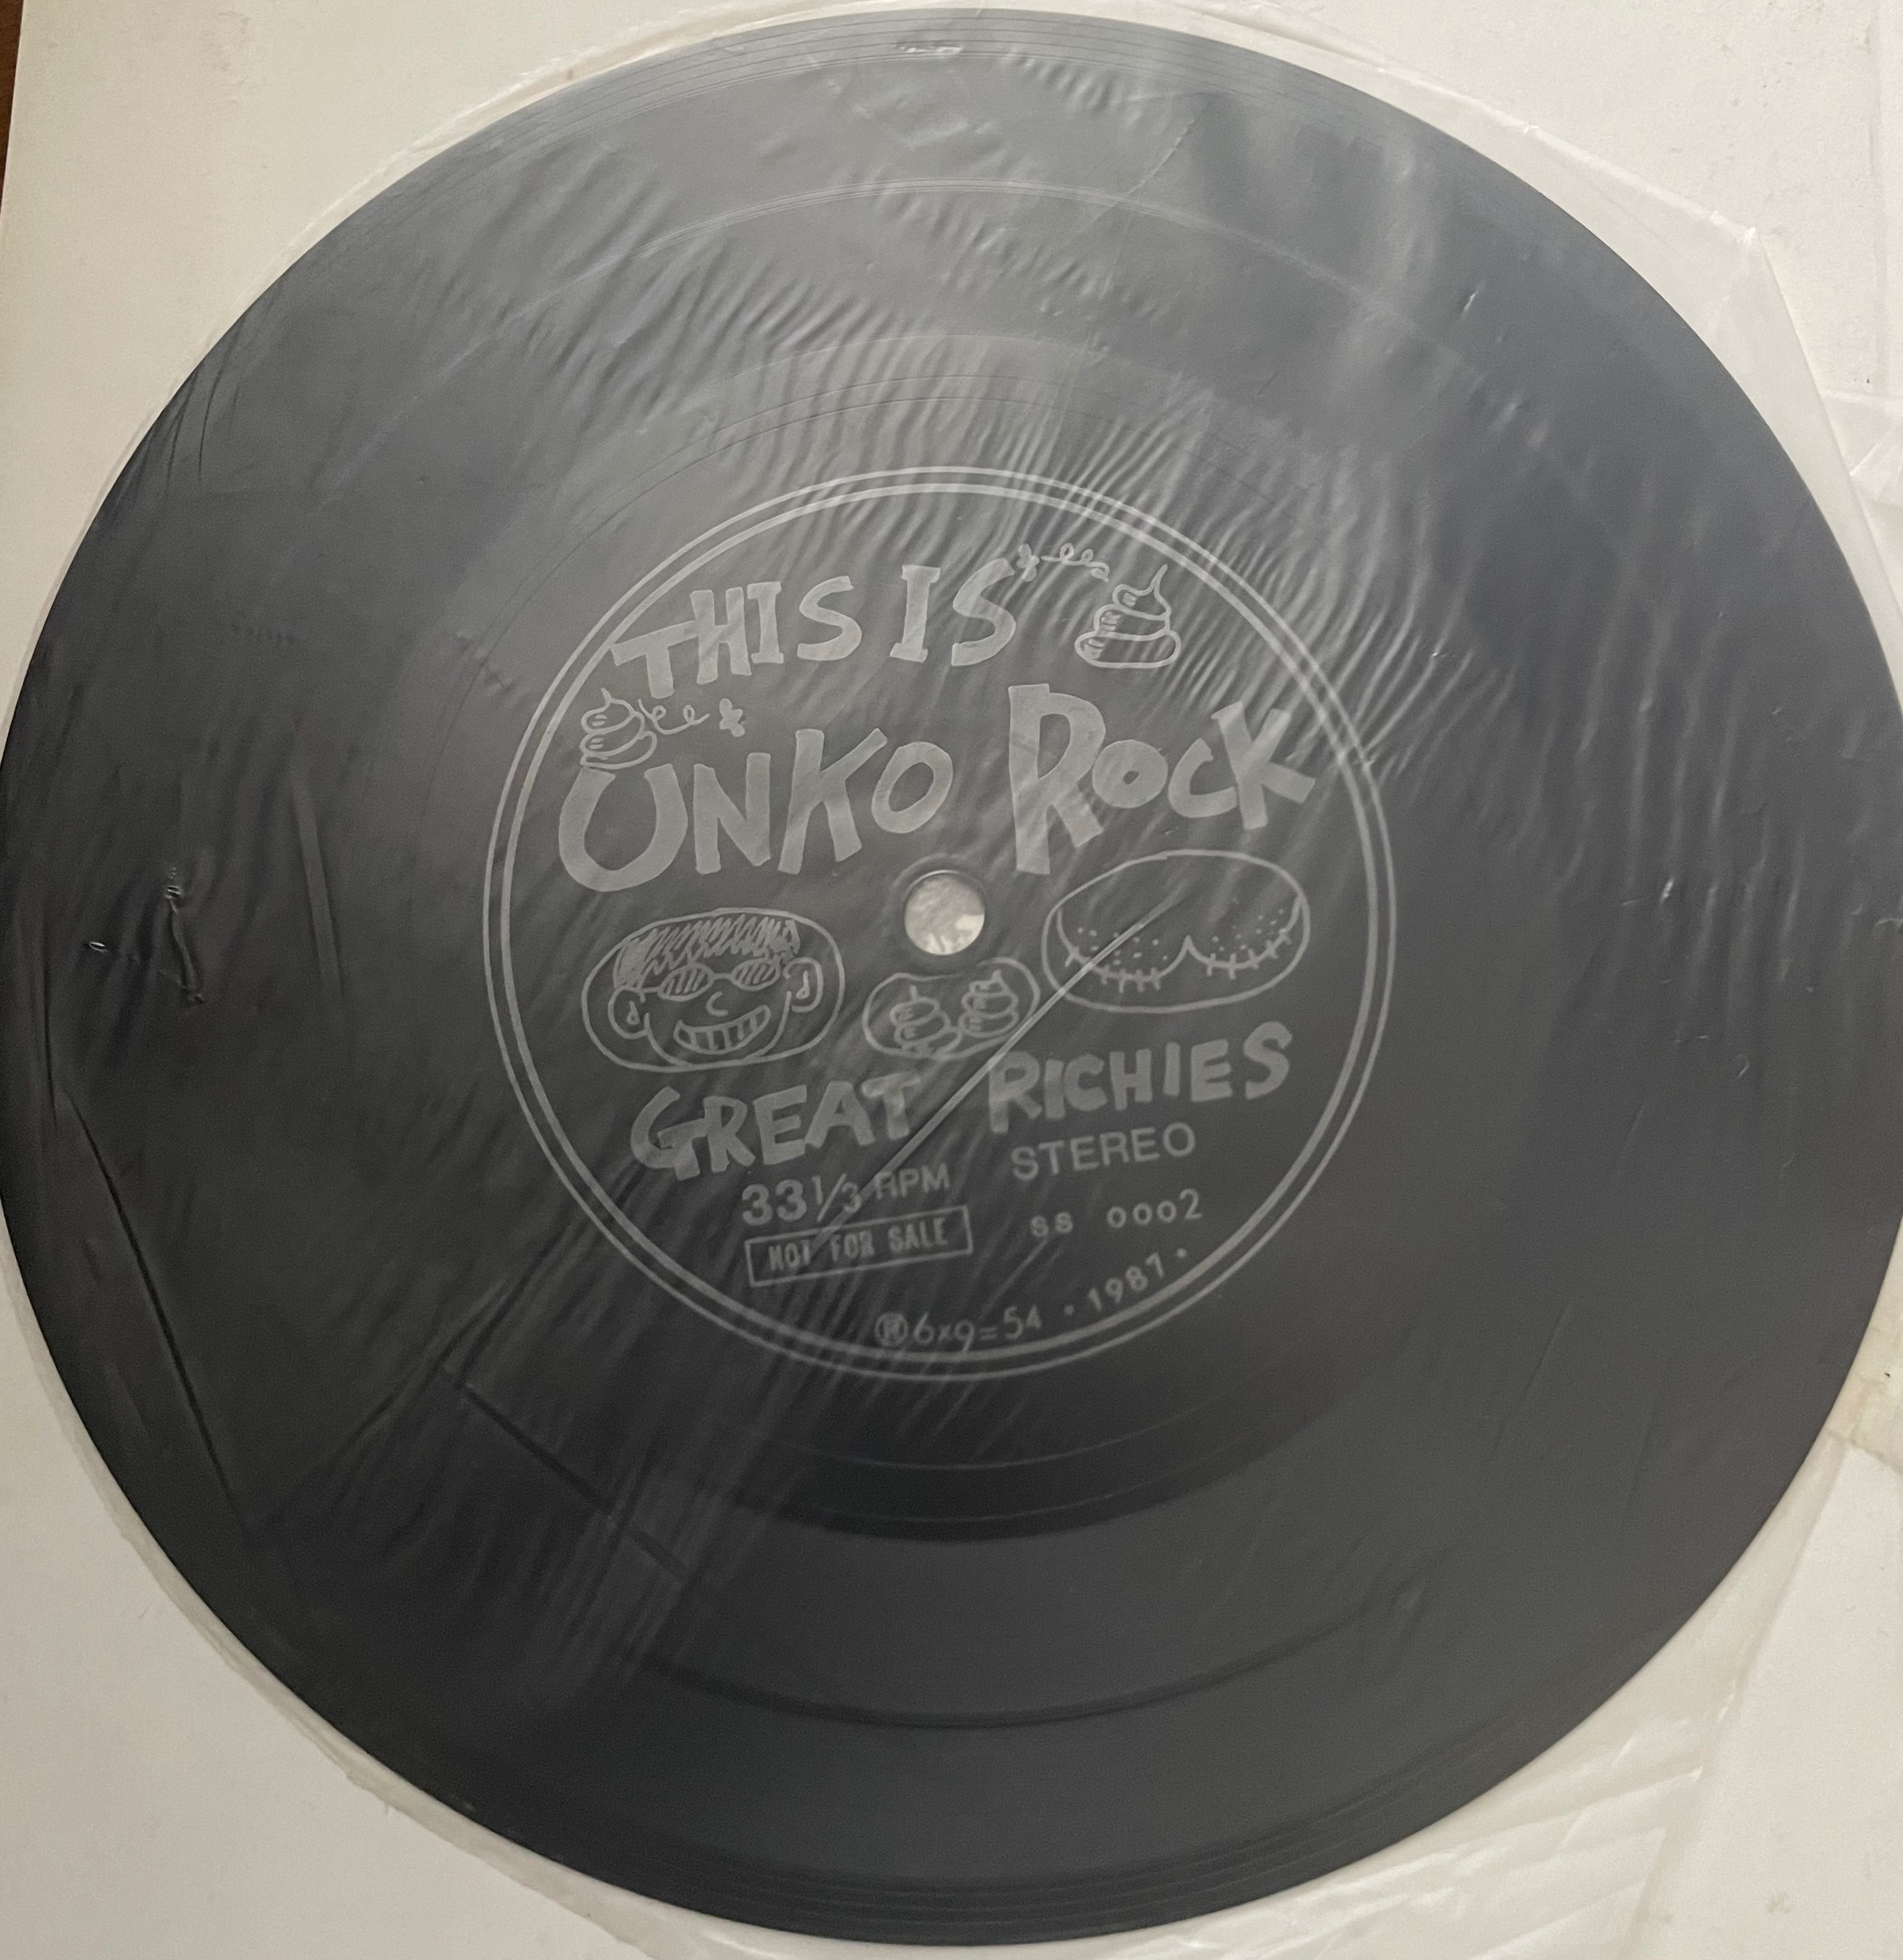 THIS IS
UNKO ROCK
GREAT RICHIES
33 1/3 RPM STEREO
NOT FOR SALE SS 0002
Ⓟ6×9=54 · 1987 ·